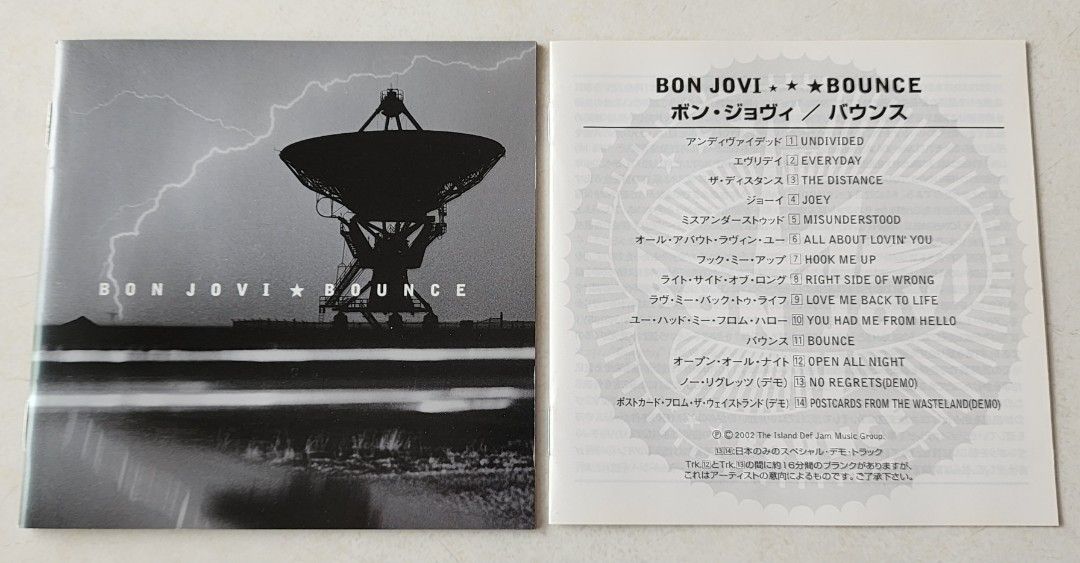 BON JOVI ★ BOUNCE
BON JOVI ★ ★ ★BOUNCE
ボン・ジョヴィ / バウンス
アンディヴァイデッド 1 UNDIVIDED
エヴリデイ 2 EVERYDAY
ザ・ディスタンス 3 THE DISTANCE
ジョーイ 4 JOEY
ミスアンダーストゥッド 5 MISUNDERSTOOD
オール・アバウト・ラヴィン・ユー 6 ALL ABOUT LOVIN' YOU
フック・ミー・アップ 7 HOOK ME UP
ライト・サイド・オブ・ロング 8 RIGHT SIDE OF WRONG
ラヴ・ミー・バック・トゥ・ライフ 9 LOVE ME BACK TO LIFE
ユー・ハッド・ミー・フロム・ハロー 10 YOU HAD ME FROM HELLO
バウンス 11 BOUNCE
オープン・オール・ナイト 12 OPEN ALL NIGHT
ノー・リグレッツ(デモ) 13 NO REGRETS(DEMO)
ポストカード・フロム・ザ・ウェイストランド(デモ) 14 POSTCARDS FROM THE WASTELAND(DEMO)
℗ © 2002 The Island Def Jam Music Group.
13 14:日本のみのスペシャル・デモ・トラック
Trk.12とTrk.13の間に約16分間のブランクがありますが、
これはアーティストの意向によるものです。ご了承下さい。